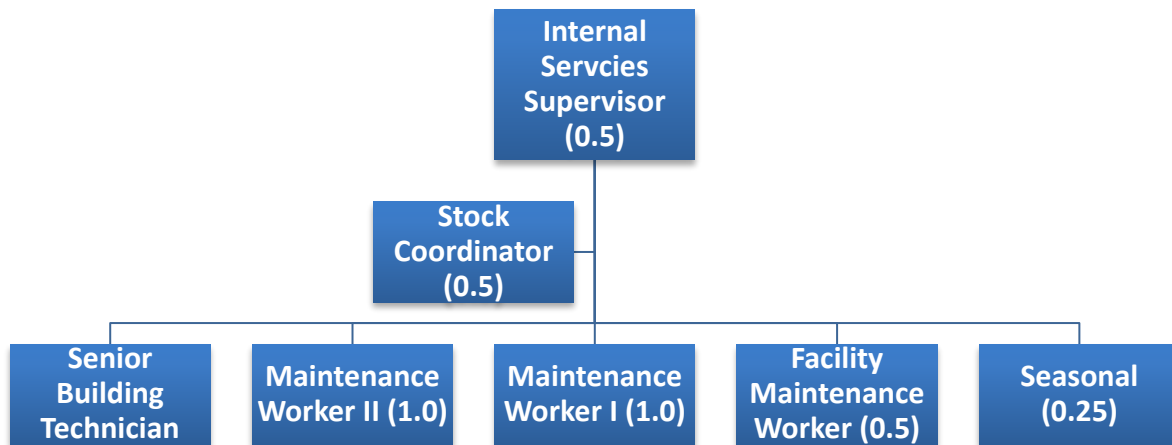 Internal
Servcies
Supervisor
(0.5)
Stock
Coordinator
(0.5)
Senior
Building
Technician
Maintenance
Worker II (1.0)
Maintenance
Worker I (1.0)
Facility
Maintenance
Worker (0.5)
Seasonal
(0.25)